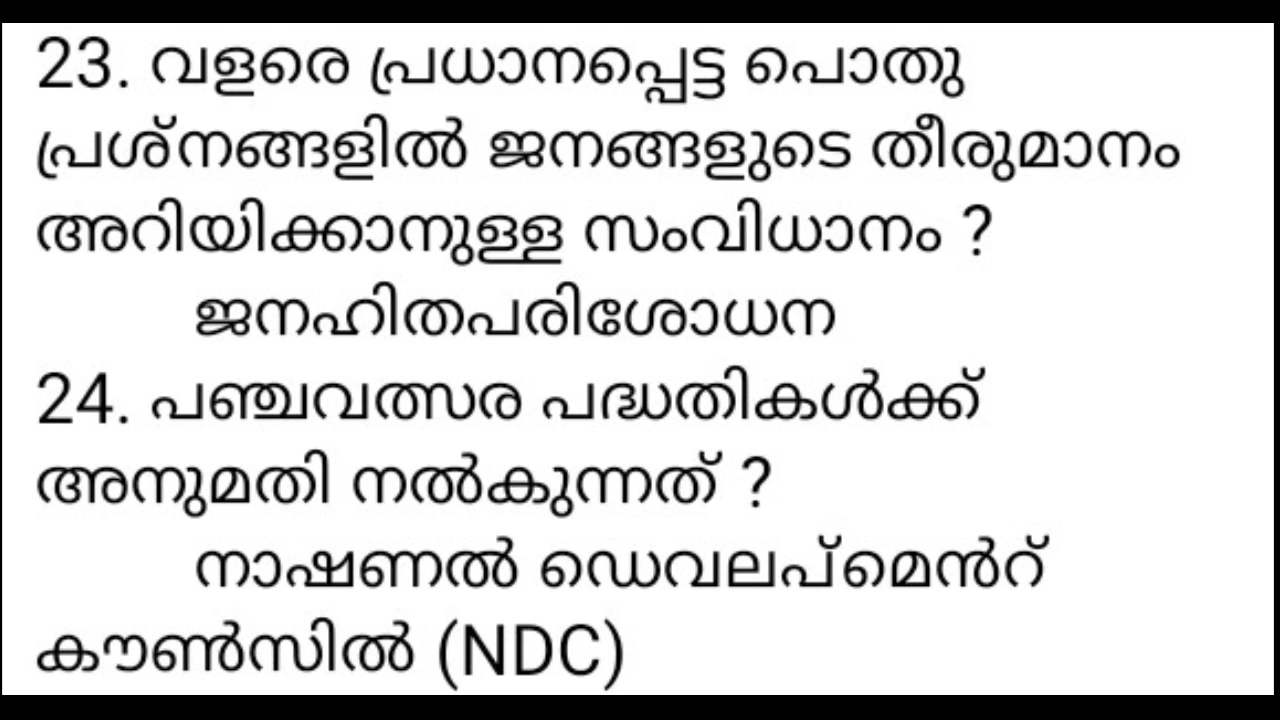 23. വളരെ പ്രധാനപ്പെട്ട പൊതു
പ്രശ്നങ്ങളിൽ ജനങ്ങളുടെ തീരുമാനം
അറിയിക്കാനുള്ള സംവിധാനം ?
ജനഹിതപരിശോധന
24. പഞ്ചവത്സര പദ്ധതികൾക്ക്
അനുമതി നൽകുന്നത് ?
നാഷണൽ ഡെവലപ്മെൻറ്
കൗൺസിൽ (NDC)